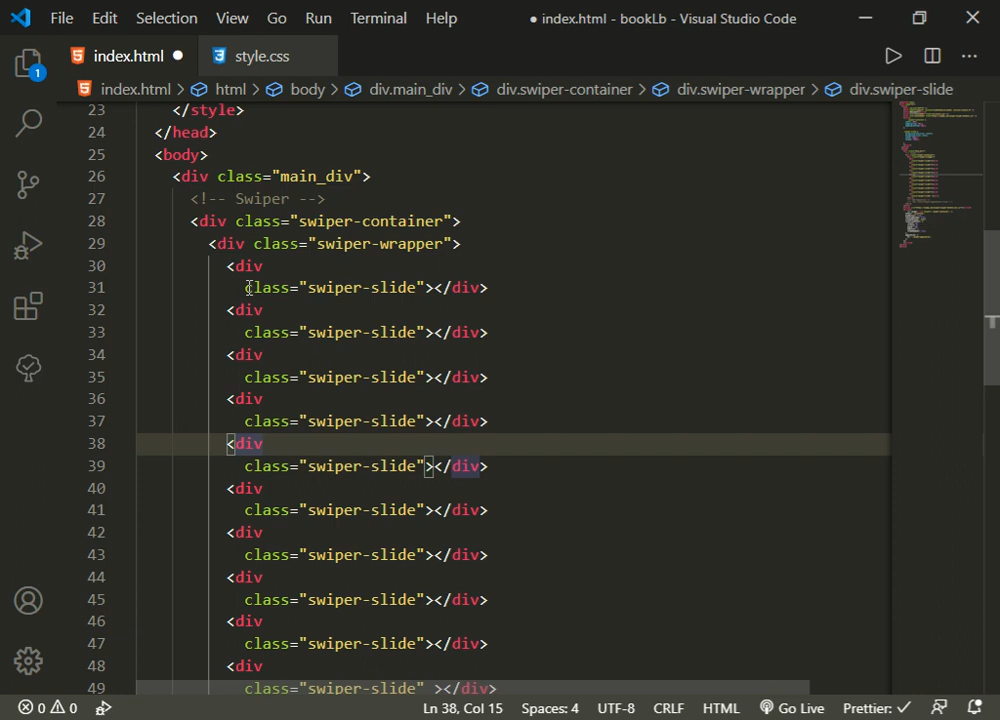 File Edit Selection View Go Run Terminal Help ● index.html - bookLb - Visual Studio Code
index.html ● style.css
index.html > html > body > div.main_div > div.swiper-container > div.swiper-wrapper > div.swiper-slide
1
23 </style>
24 </head>
25 <body>
26 <div class="main_div">
27 <!-- Swiper -->
28 <div class="swiper-container">
29 <div class="swiper-wrapper">
30 <div
31 class="swiper-slide"></div>
32 <div
33 class="swiper-slide"></div>
34 <div
35 class="swiper-slide"></div>
36 <div
37 class="swiper-slide"></div>
38 <div
39 class="swiper-slide"></div>
40 <div
41 class="swiper-slide"></div>
42 <div
43 class="swiper-slide"></div>
44 <div
45 class="swiper-slide"></div>
46 <div
47 class="swiper-slide"></div>
48 <div
49 class="swiper-slide" ></div>
0 0 Ln 38, Col 15 Spaces: 4 UTF-8 CRLF HTML Go Live Prettier: ✓